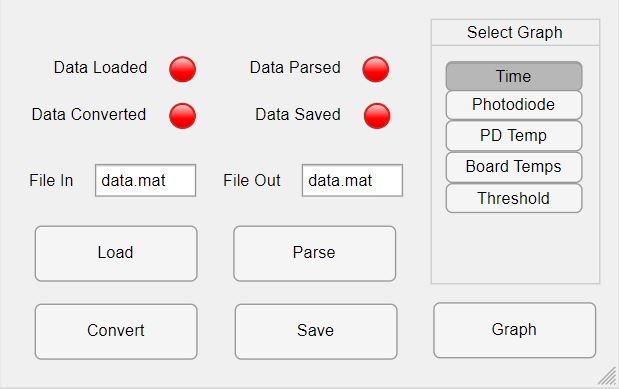 Data Loaded
Data Parsed
Data Converted
Data Saved
File In
data.mat
File Out
data.mat
Load
Parse
Convert
Save
Select Graph
Time
Photodiode
PD Temp
Board Temps
Threshold
Graph